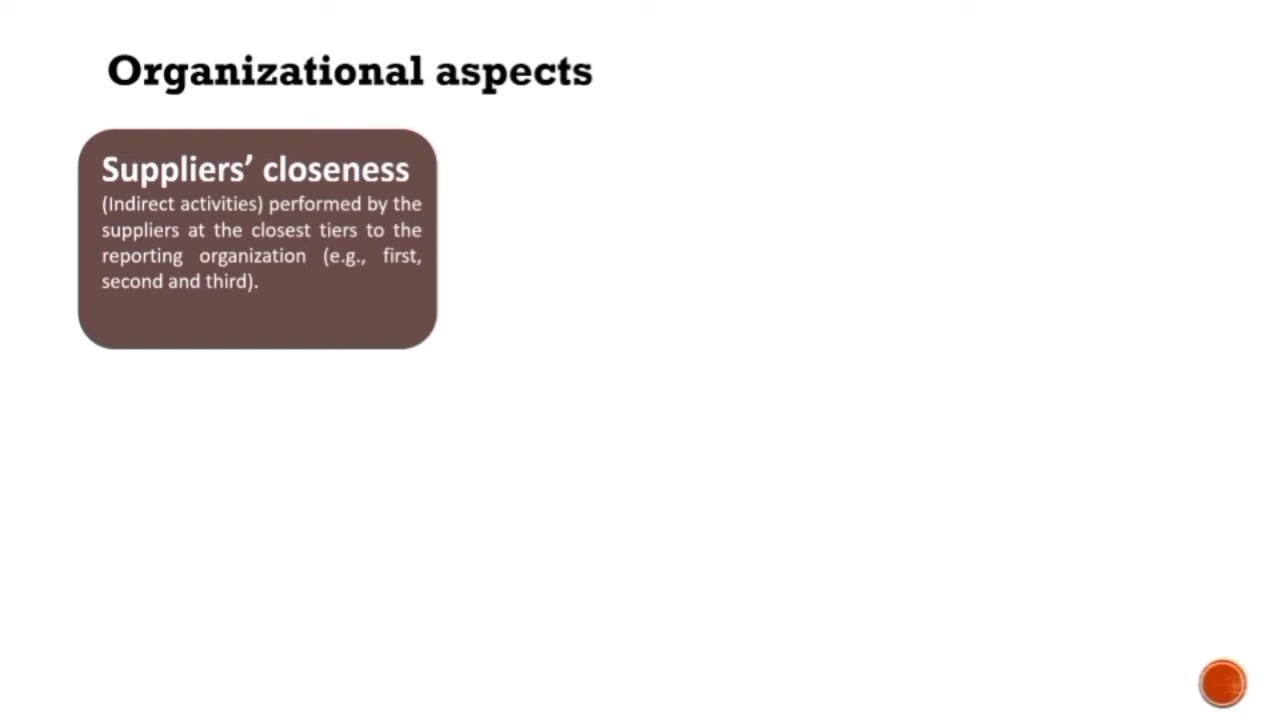 Organizational aspects
Suppliers’ closeness
(Indirect activities) performed by the
suppliers at the closest tiers to the
reporting organization (e.g., first,
second and third).